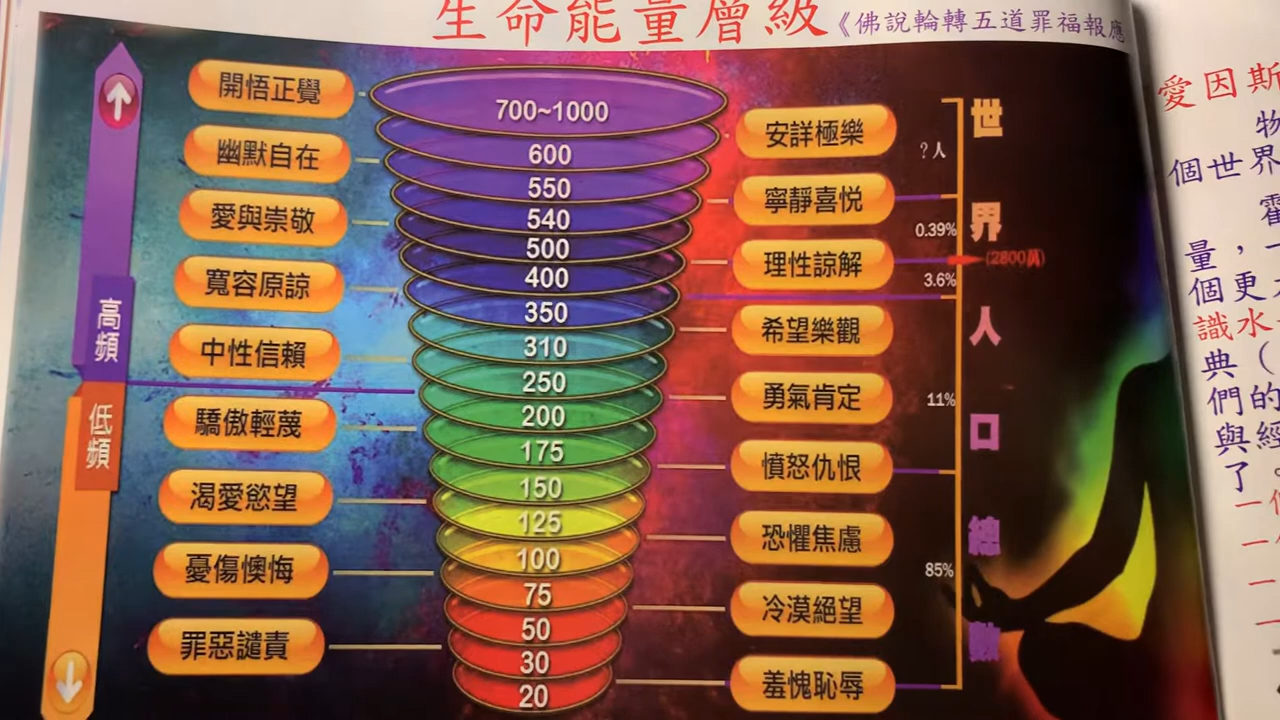 生命能量層級《佛說輪轉五道罪福報應
開悟正覺
幽默自在
愛與崇敬
寬容原諒
中性信賴
驕傲輕蔑
渴愛慾望
憂傷懊悔
罪惡譴責
高頻
低頻
700~1000
600
550
540
500
400
350
310
250
200
175
150
125
100
75
50
30
20
安詳極樂
寧靜喜悅
理性諒解
希望樂觀
勇氣肯定
憤怒仇恨
恐懼焦慮
冷漠絕望
羞愧恥辱
?人
0.39%
(2800萬)
3.6%
11%
85%
世界人口總數
愛因斯
物
個世界
霍
量，一
個更
識水
典（
們的
與經
了